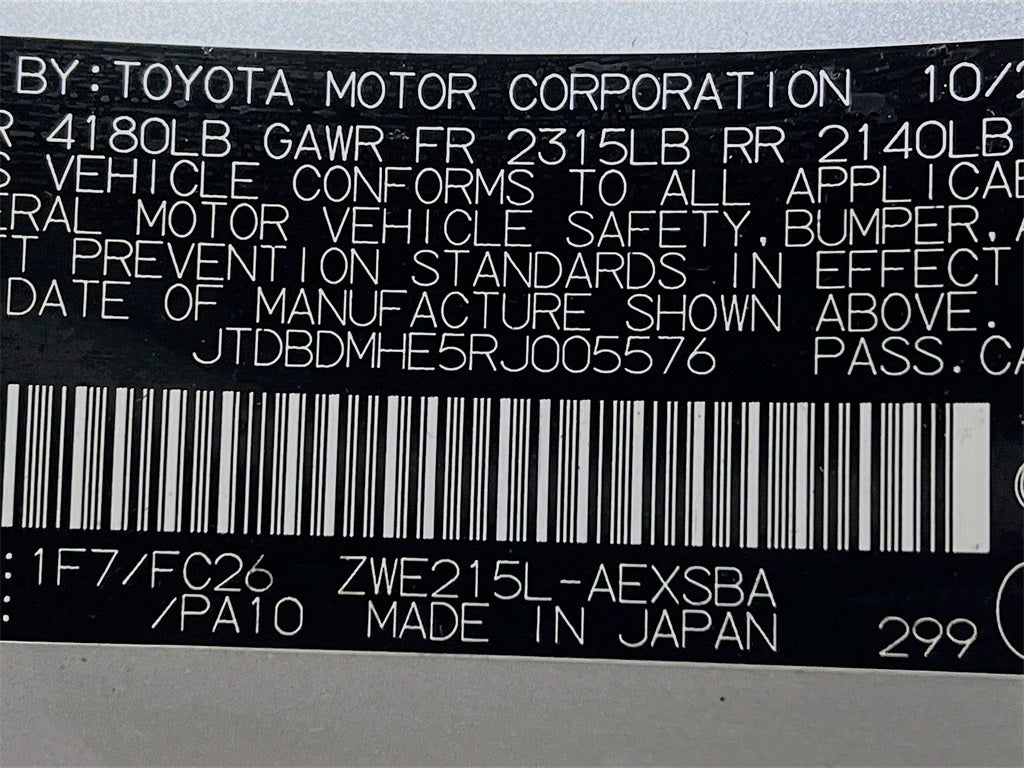 BY:TOYOTA MOTOR CORPORATION 10/2
R 4180LB GAWR FR 2315LB RR 2140LB
S VEHICLE CONFORMS TO ALL APPLICAB
ERAL MOTOR VEHICLE SAFETY,BUMPER,A
T PREVENTION STANDARDS IN EFFECT
DATE OF MANUFACTURE SHOWN ABOVE.
JTDBDMHE5RJ005576 PASS.CA
: 1F7/FC26 ZWE215L-AEXSBA
: /PA10 MADE IN JAPAN 299